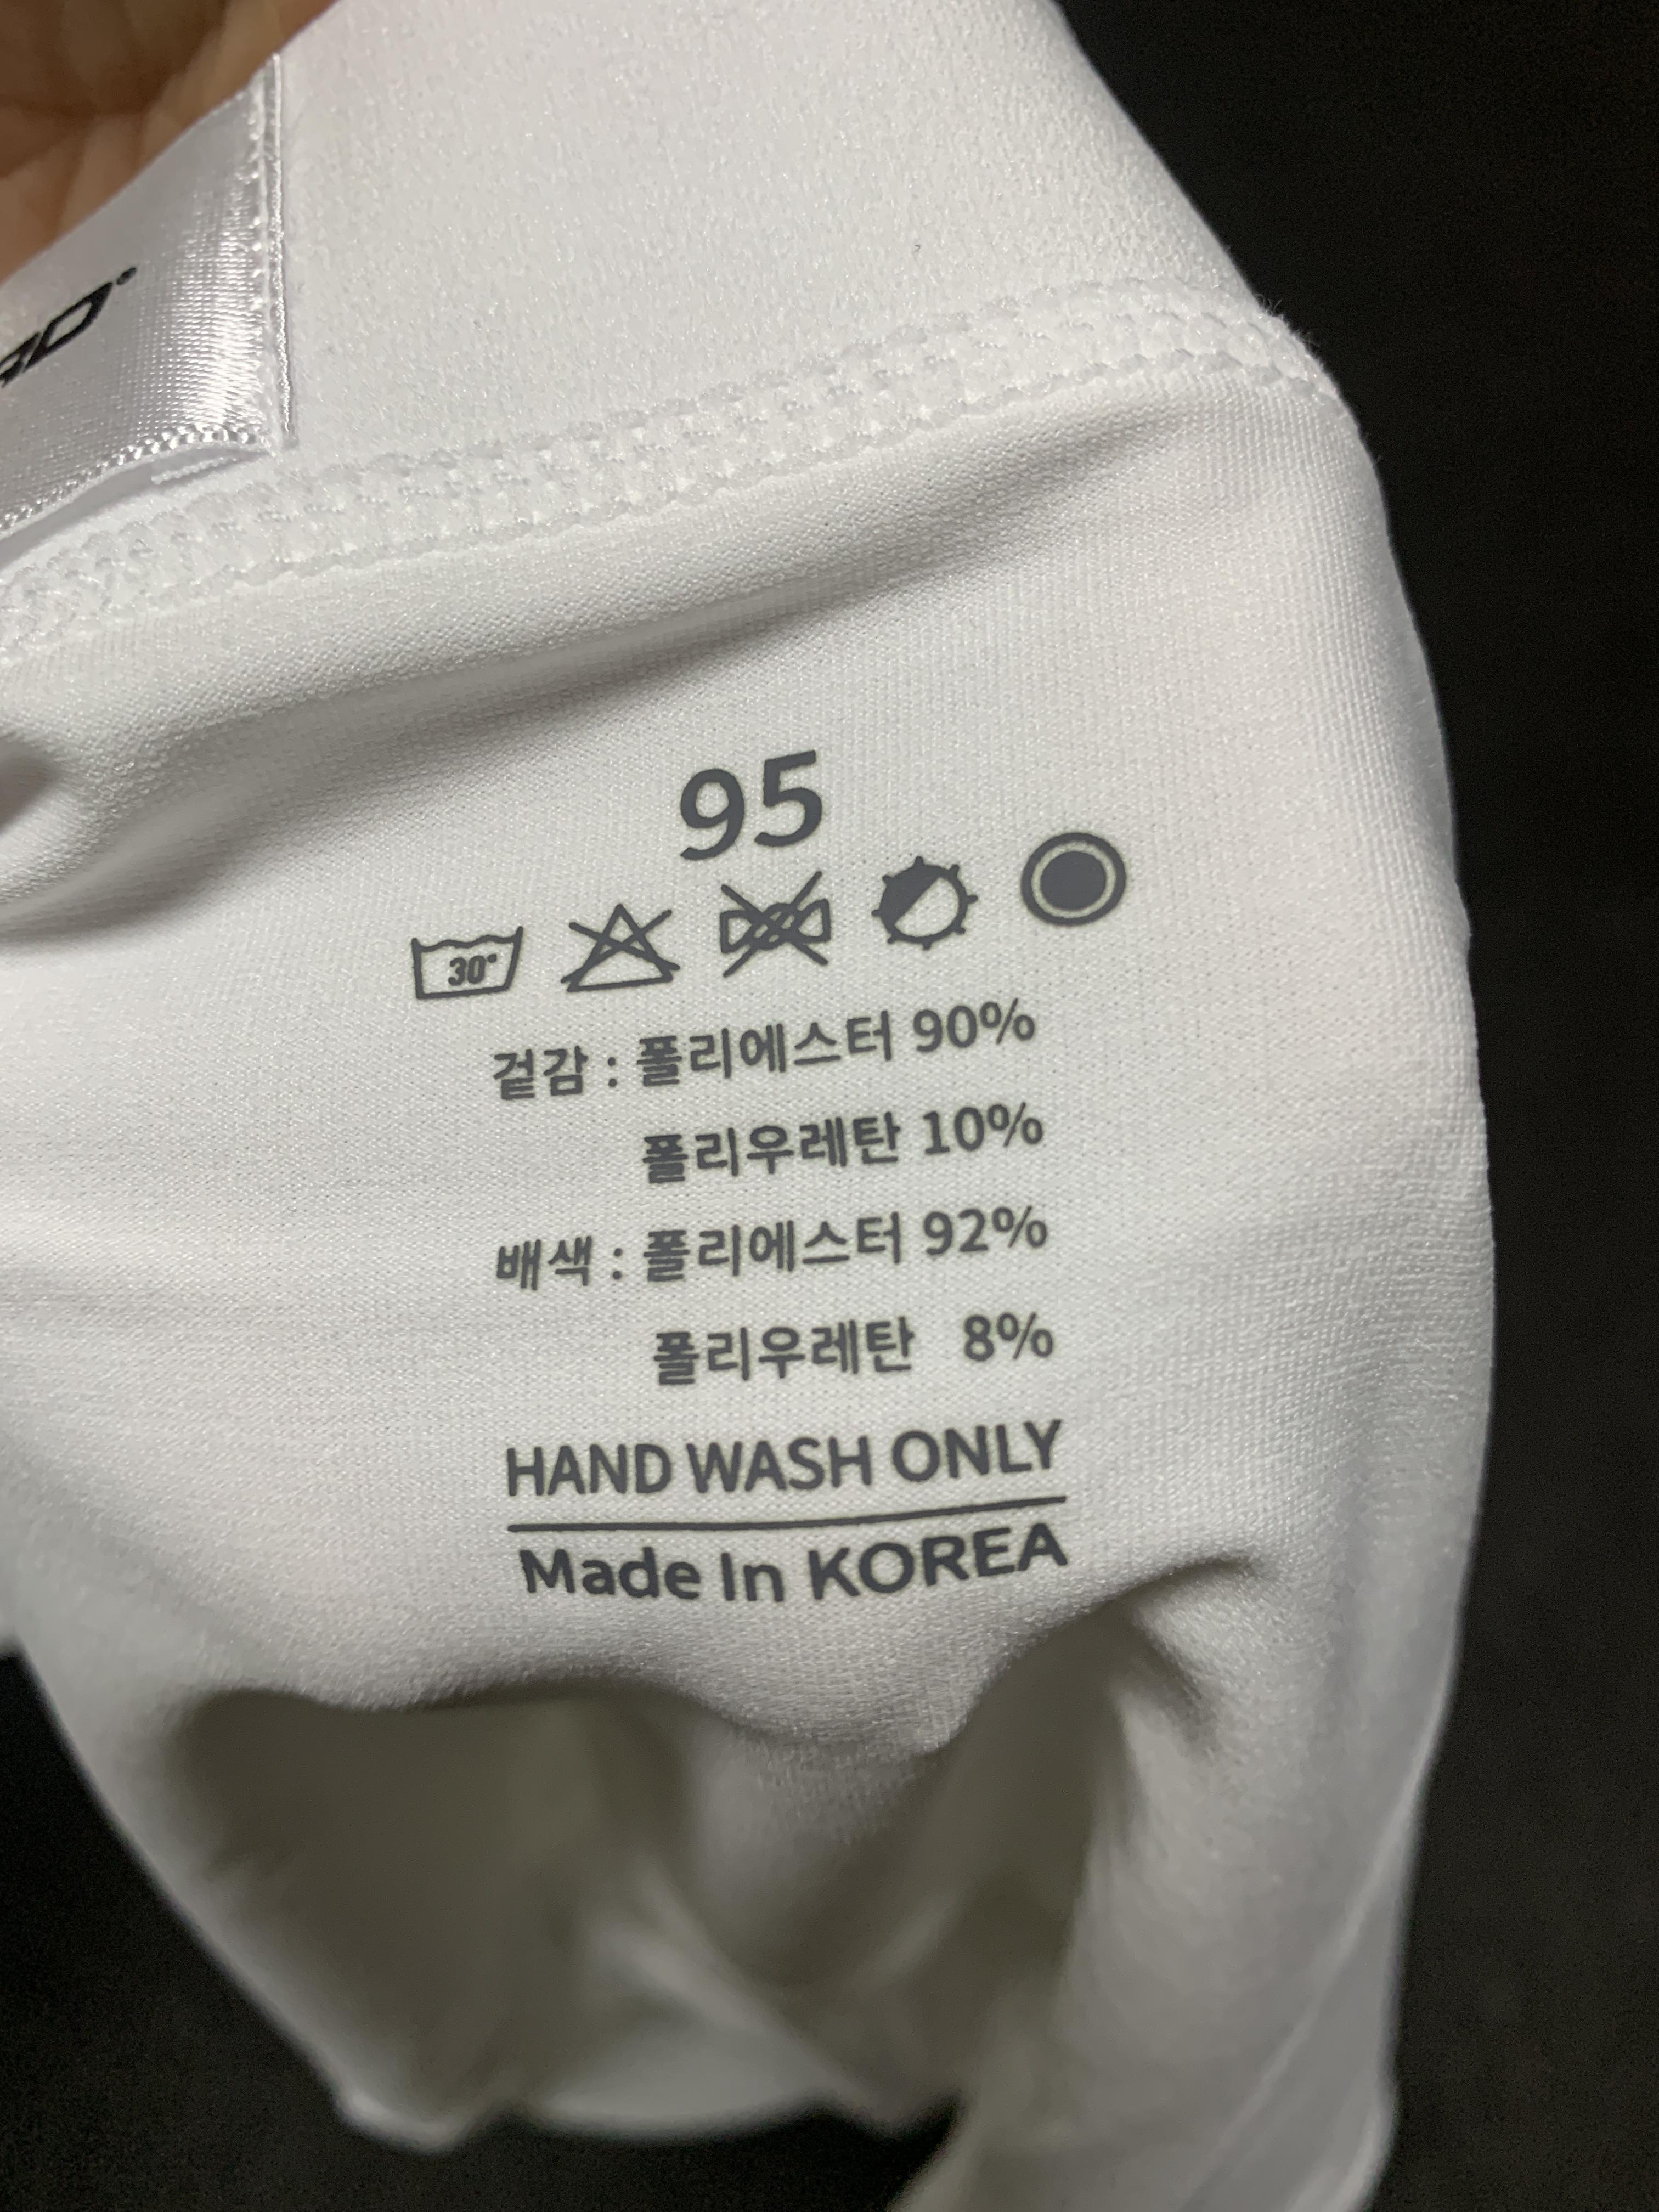 95
30°
겉감 : 폴리에스터 90%
폴리우레탄 10%
배색 : 폴리에스터 92%
폴리우레탄 8%
HAND WASH ONLY
Made In KOREA